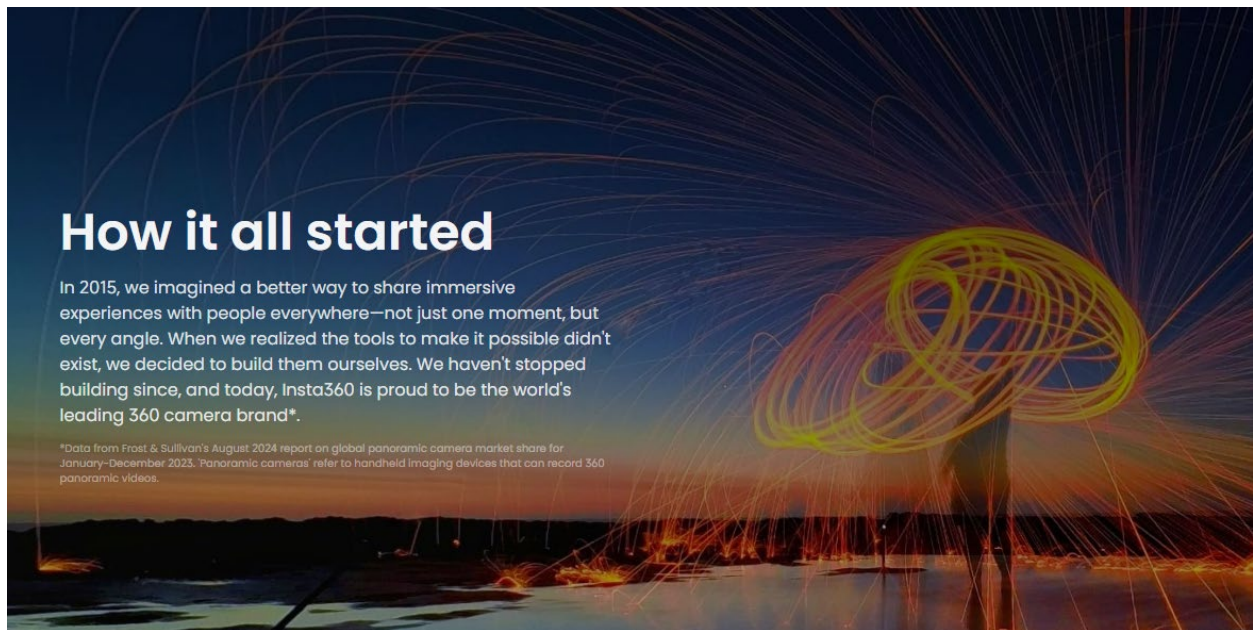 How it all started
In 2015, we imagined a better way to share immersive
experiences with people everywhere—not just one moment, but
every angle. When we realized the tools to make it possible didn't
exist, we decided to build them ourselves. We haven't stopped
building since, and today, Insta360 is proud to be the world's
leading 360 camera brand*.
*Data from Frost & Sullivan's August 2024 report on global panoramic camera market share for
January-December 2023. 'Panoramic cameras' refer to handheld imaging devices that can record 360
panoramic videos.